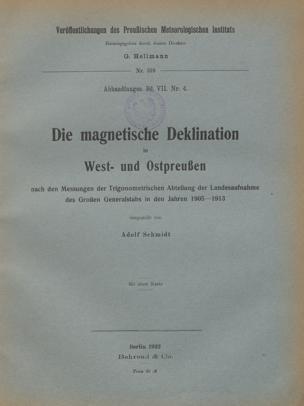 Veröffentlichungen des Preußischen Meteorologischen Instituts
Herausgegeben durch dessen Direktor
G. Hellmann
Abhandlungen Bd. VII. Nr. 4.
Die magnetische Deklination
in
West- und Ostpreußen
nach den Messungen der Trigonometrischen Abteilung der Landesaufnahme
des Großen Generalstabs in den Jahren 1905—1913
dargestellt von
Adolf Schmidt
Mit einer Karte
Berlin 1922
Behrend & Co.